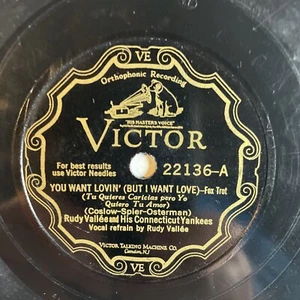 VE
Orthophonic Recording
"HIS MASTER'S VOICE"
VICTOR
For best results
use Victor Needles
22136-A
YOU WANT LOVIN' (BUT I WANT LOVE)—Fox Trot
(Tu Quieres Caricias pero Yo
Quiero Tu Amor)
(Coslow-Spier-Osterman)
Rudy Vallée and His Connecticut Yankees
Vocal refrain by Rudy Vallée
VICTOR TALKING MACHINE CO.
Camden, N.J.
VE